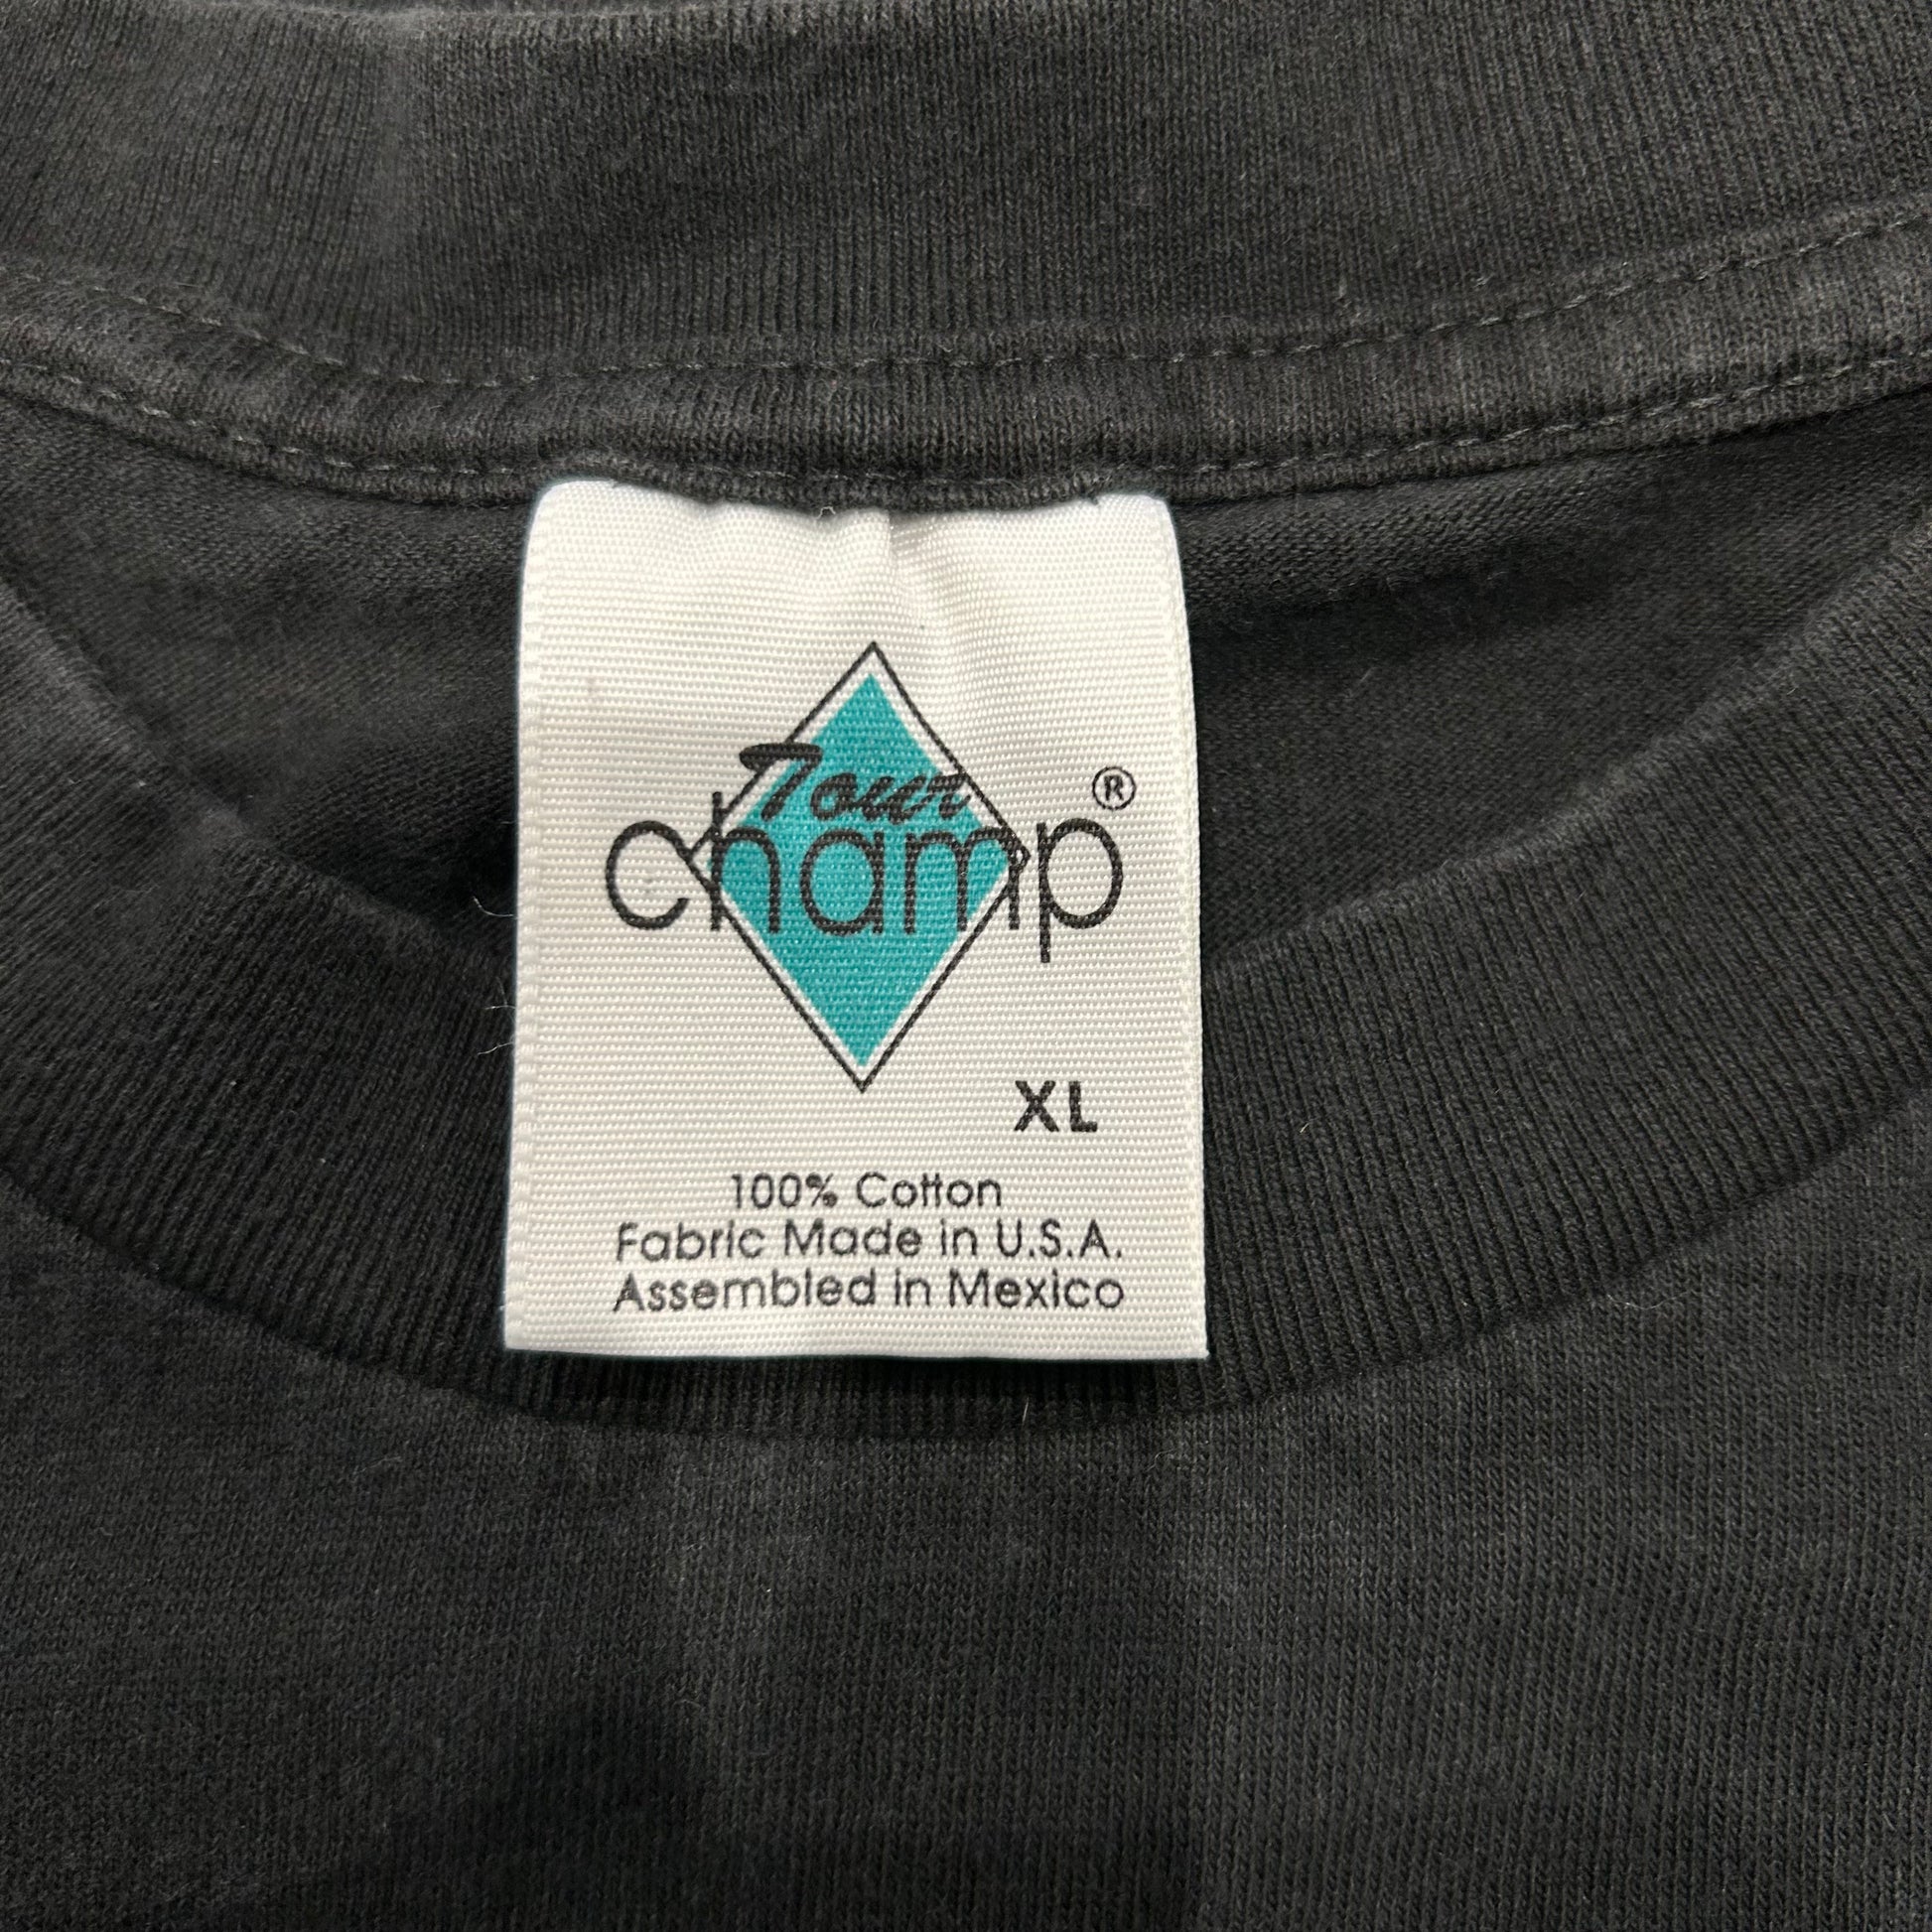 Tour
champ®
XL
100% Cotton
Fabric Made in U.S.A.
Assembled in Mexico